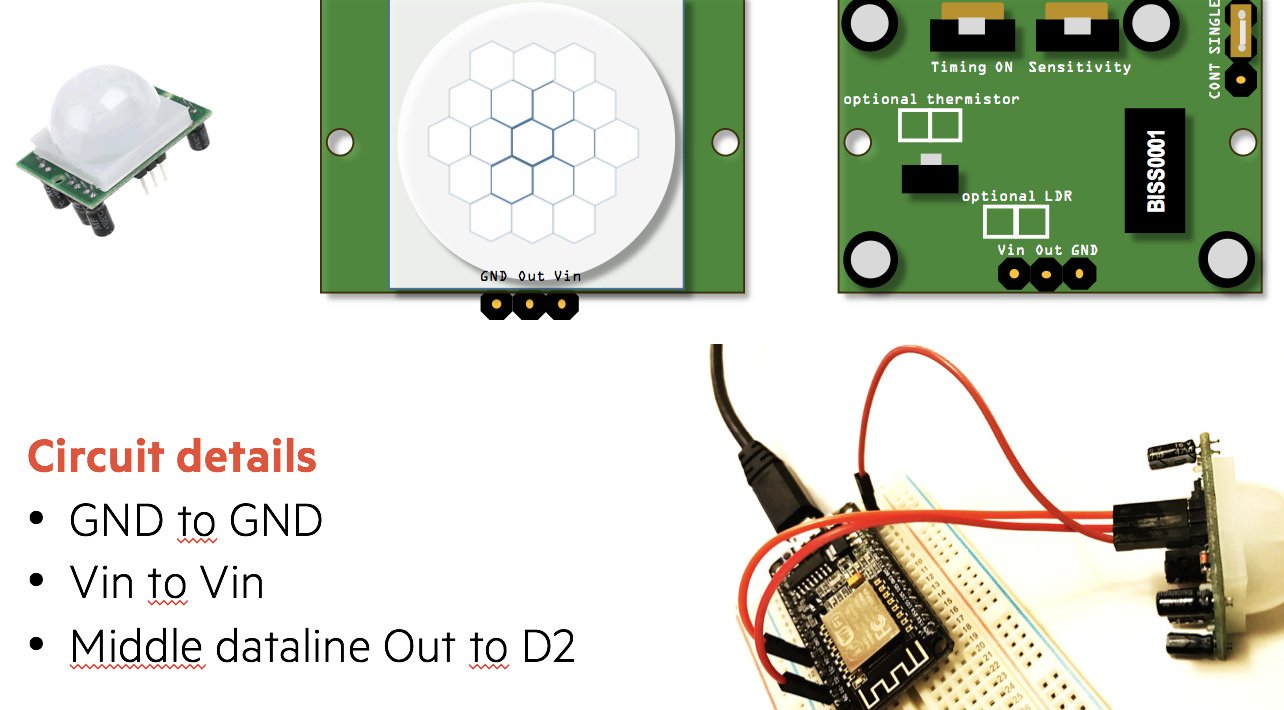 Timing ON Sensitivity
CONT SINGLE
optional thermistor
BISS0001
optional LDR
Vin Out GND
GND Out Vin
Circuit details
• GND to GND
• Vin to Vin
• Middle dataline Out to D2